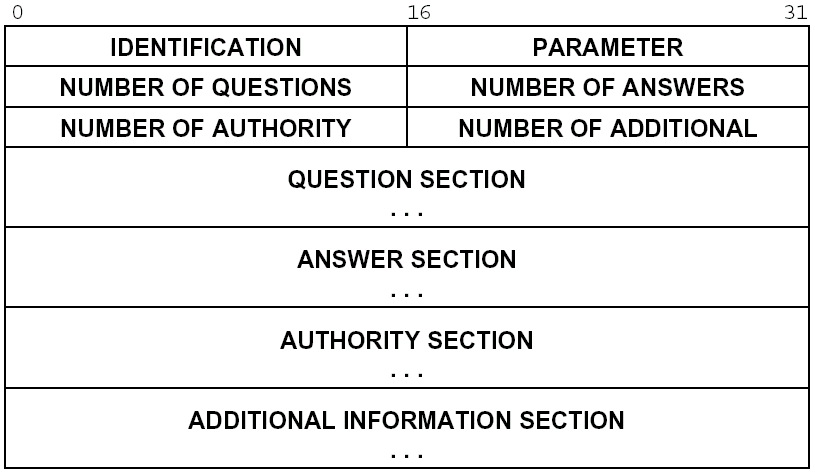 0 16 31
IDENTIFICATION PARAMETER
NUMBER OF QUESTIONS NUMBER OF ANSWERS
NUMBER OF AUTHORITY NUMBER OF ADDITIONAL
QUESTION SECTION
. . .
ANSWER SECTION
. . .
AUTHORITY SECTION
. . .
ADDITIONAL INFORMATION SECTION
. . .